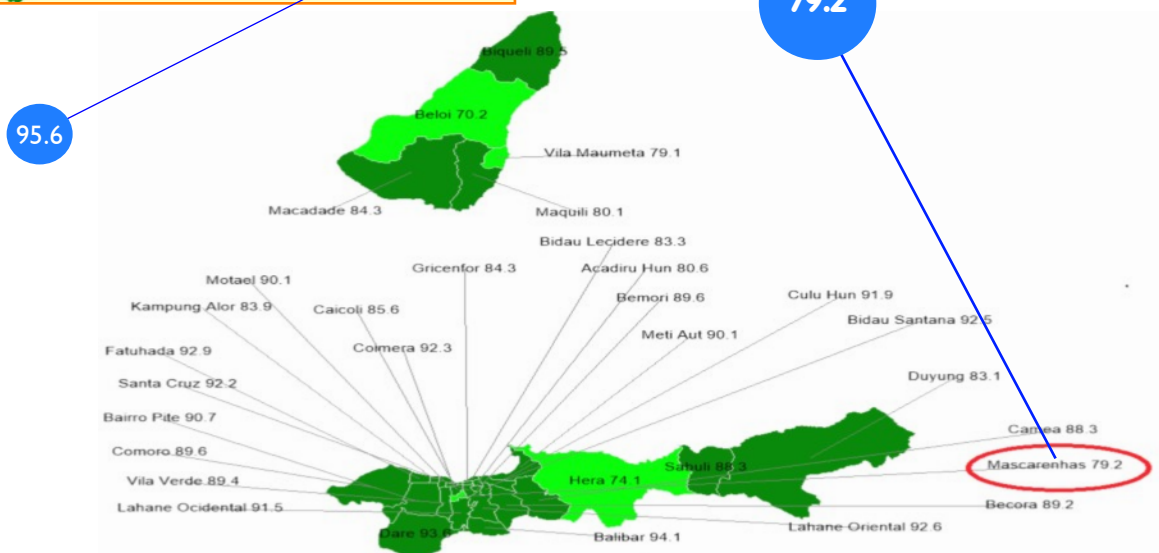 79.2
Biqueli 89.5
95.6
Beloi 70.2
Vila Maumeta 79.1
Macadade 84.3
Maquili 80.1
Bidau Lecidere 83.3
Gricenfor 84.3
Acadiru Hun 80.6
Motael 90.1
Bemori 89.6
Culu Hun 91.9
Kampung Alor 83.9
Caicoli 85.6
Bidau Santana 92.5
Meti Aut 90.1
Fatuhada 92.9
Coimera 92.3
Duyung 83.1
Santa Cruz 92.2
Bairro Pite 90.7
Camea 88.3
Comoro 89.6
Sabuli 88.3
Mascarenhas 79.2
Vila Verde 89.4
Hera 74.1
Becora 89.2
Lahane Ocidental 91.5
Lahane Oriental 92.6
Dare
Balibar 94.1